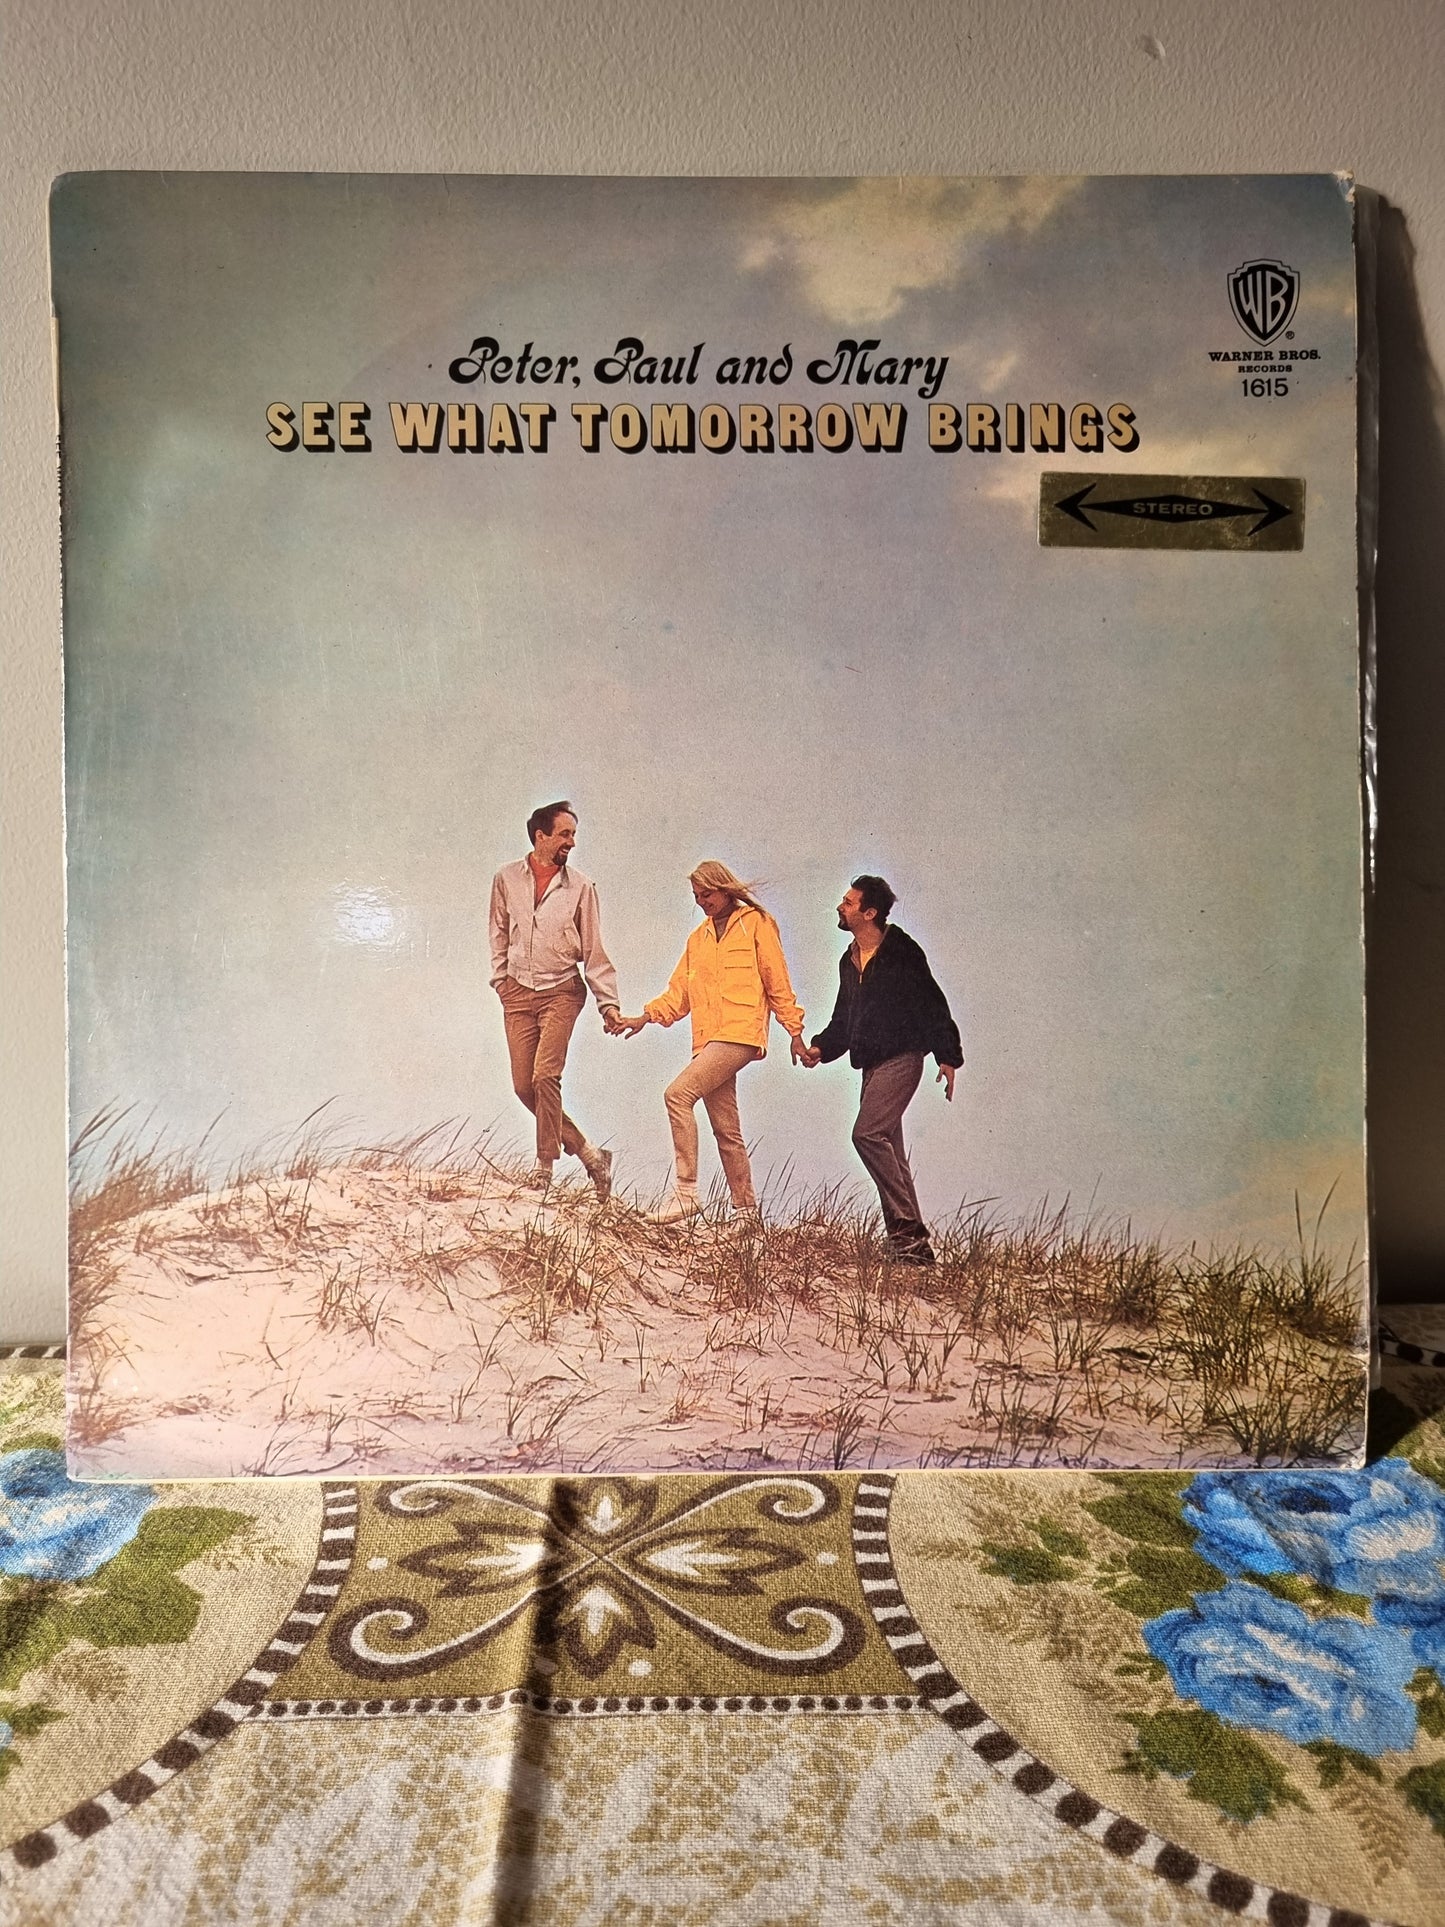 Peter, Paul and Mary
SEE WHAT TOMORROW BRINGS
WB
®
WARNER BROS.
RECORDS
1615
STEREO